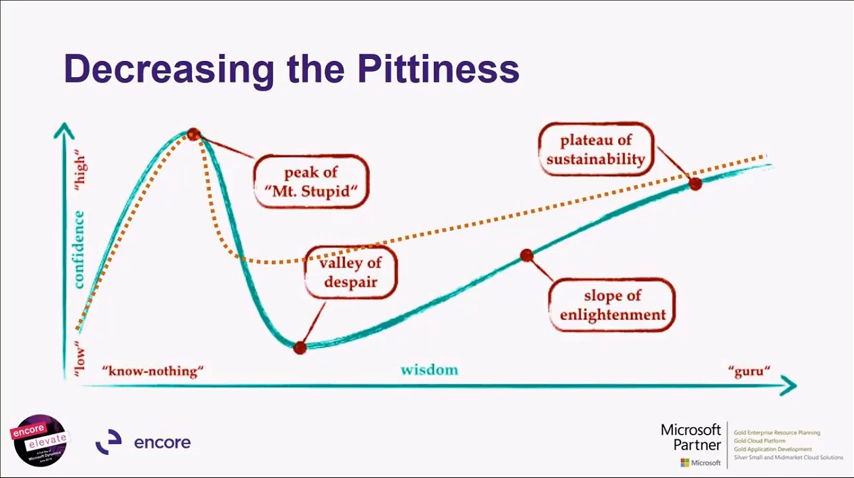 Decreasing the Pittiness
"high"
confidence
"low"
peak of
"Mt. Stupid"
valley of
despair
plateau of
sustainability
slope of
enlightenment
"know-nothing"
wisdom
"guru"
encore
elevate
encore
Microsoft
Partner
Microsoft
Gold Enterprise Resource Planning
Gold Cloud Platform
Gold Application Development
Silver Small and Midmarket Cloud Solutions